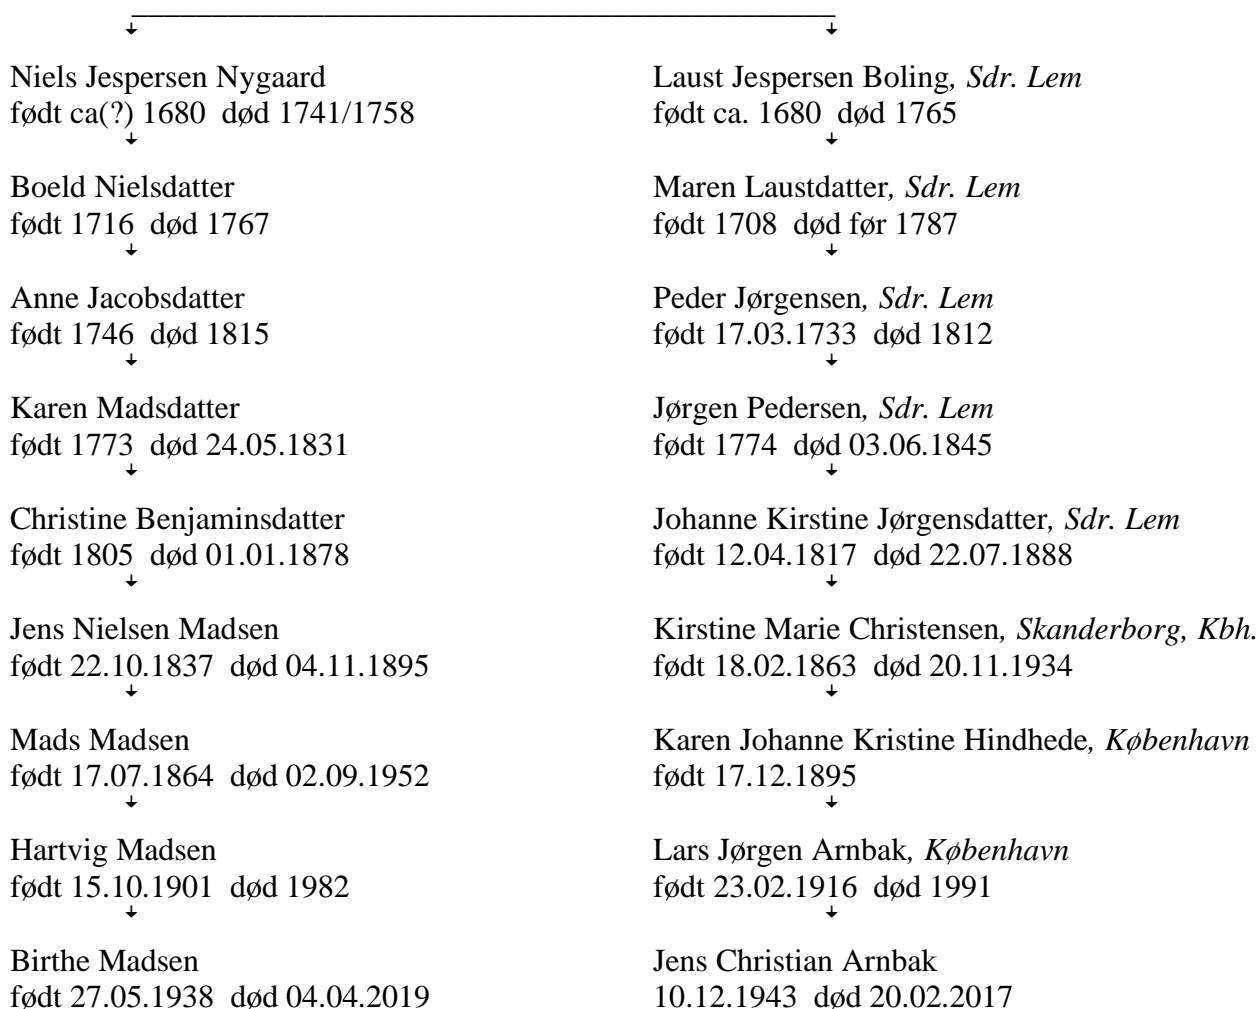 Niels Jespersen Nygaard
født ca(?) 1680 død 1741/1758
Boeld Nielsdatter
født 1716 død 1767
Anne Jacobsdatter
født 1746 død 1815
Karen Madsdatter
født 1773 død 24.05.1831
Christine Benjaminsdatter
født 1805 død 01.01.1878
Jens Nielsen Madsen
født 22.10.1837 død 04.11.1895
Mads Madsen
født 17.07.1864 død 02.09.1952
Hartvig Madsen
født 15.10.1901 død 1982
Birthe Madsen
født 27.05.1938 død 04.04.2019
Laust Jespersen Boling, Sdr. Lem
født ca. 1680 død 1765
Maren Laustdatter, Sdr. Lem
født 1708 død før 1787
Peder Jørgensen, Sdr. Lem
født 17.03.1733 død 1812
Jørgen Pedersen, Sdr. Lem
født 1774 død 03.06.1845
Johanne Kirstine Jørgensdatter, Sdr. Lem
født 12.04.1817 død 22.07.1888
Kirstine Marie Christensen, Skanderborg, Kbh.
født 18.02.1863 død 20.11.1934
Karen Johanne Kristine Hindhede, København
født 17.12.1895
Lars Jørgen Arnbak, København
født 23.02.1916 død 1991
Jens Christian Arnbak
10.12.1943 død 20.02.2017